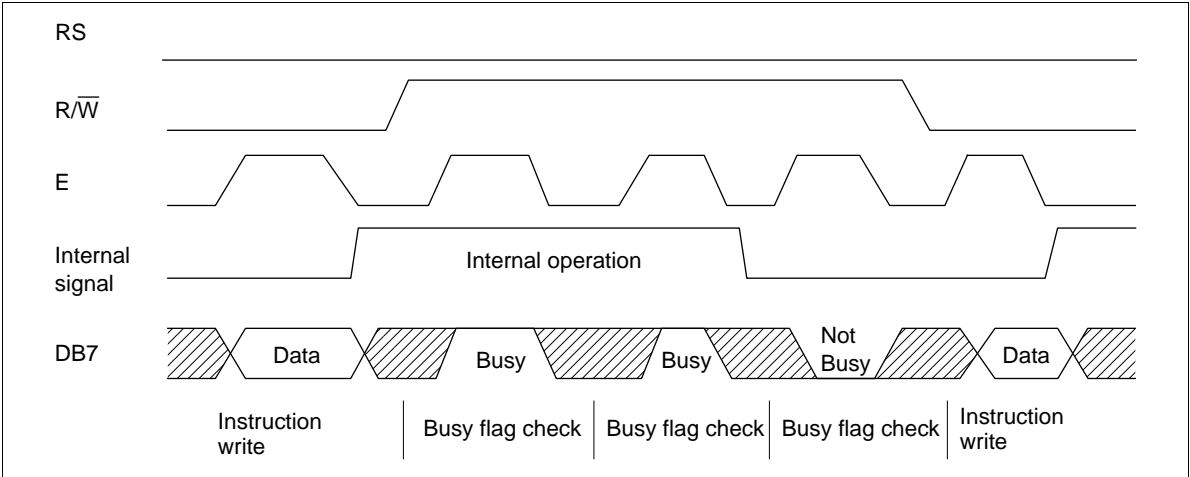 RS
R/W̅
E
Internal
signal
Internal operation
DB7
Data
Busy
Busy
Not
Busy
Data
Instruction
write
Busy flag check
Busy flag check
Busy flag check
Instruction
write